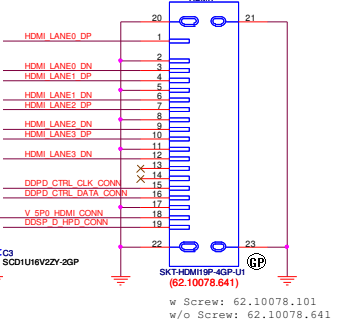 20 21
HDMI_LANE0_DP 1
2
HDMI_LANE0_DN 3
HDMI_LANE1_DP 4
5
HDMI_LANE1_DN 6
HDMI_LANE2_DP 7
8
HDMI_LANE2_DN 9
HDMI_LANE3_DP 10
11
HDMI_LANE3_DN 12
13
14
DDPD_CTRL_CLK_CONN 15
DDPD_CTRL_DATA_CONN 16
17
V_5P0_HDMI_CONN 18
DDSP_D_HPD_CONN 19
22 23
C3 GP
SCD1U16V2ZY-2GP
SKT-HDMI19P-4GP-U1
(62.10078.641)
w Screw: 62.10078.101
w/o Screw: 62.10078.641